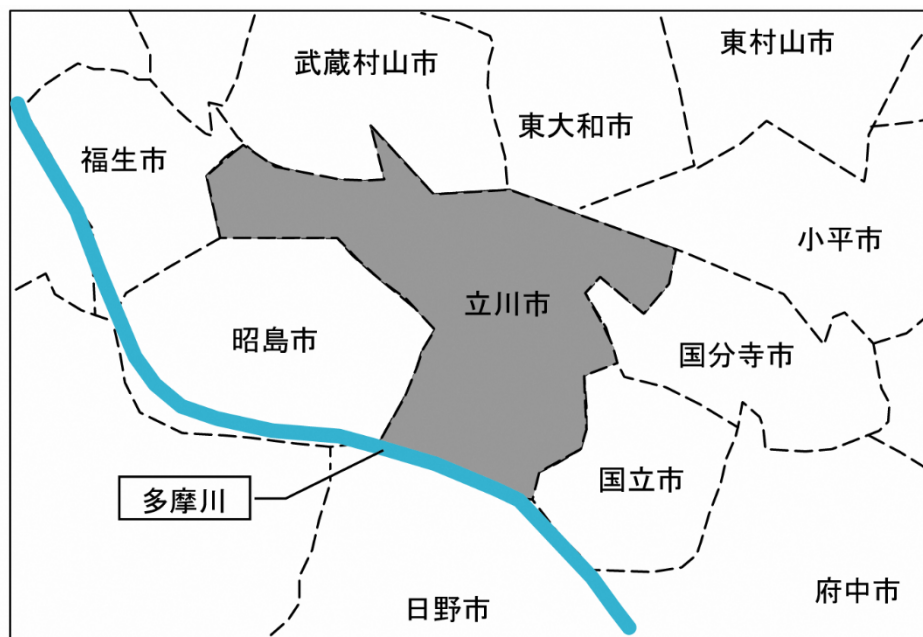 武蔵村山市
東村山市
東大和市
福生市
小平市
立川市
昭島市
国分寺市
国立市
多摩川
府中市
日野市